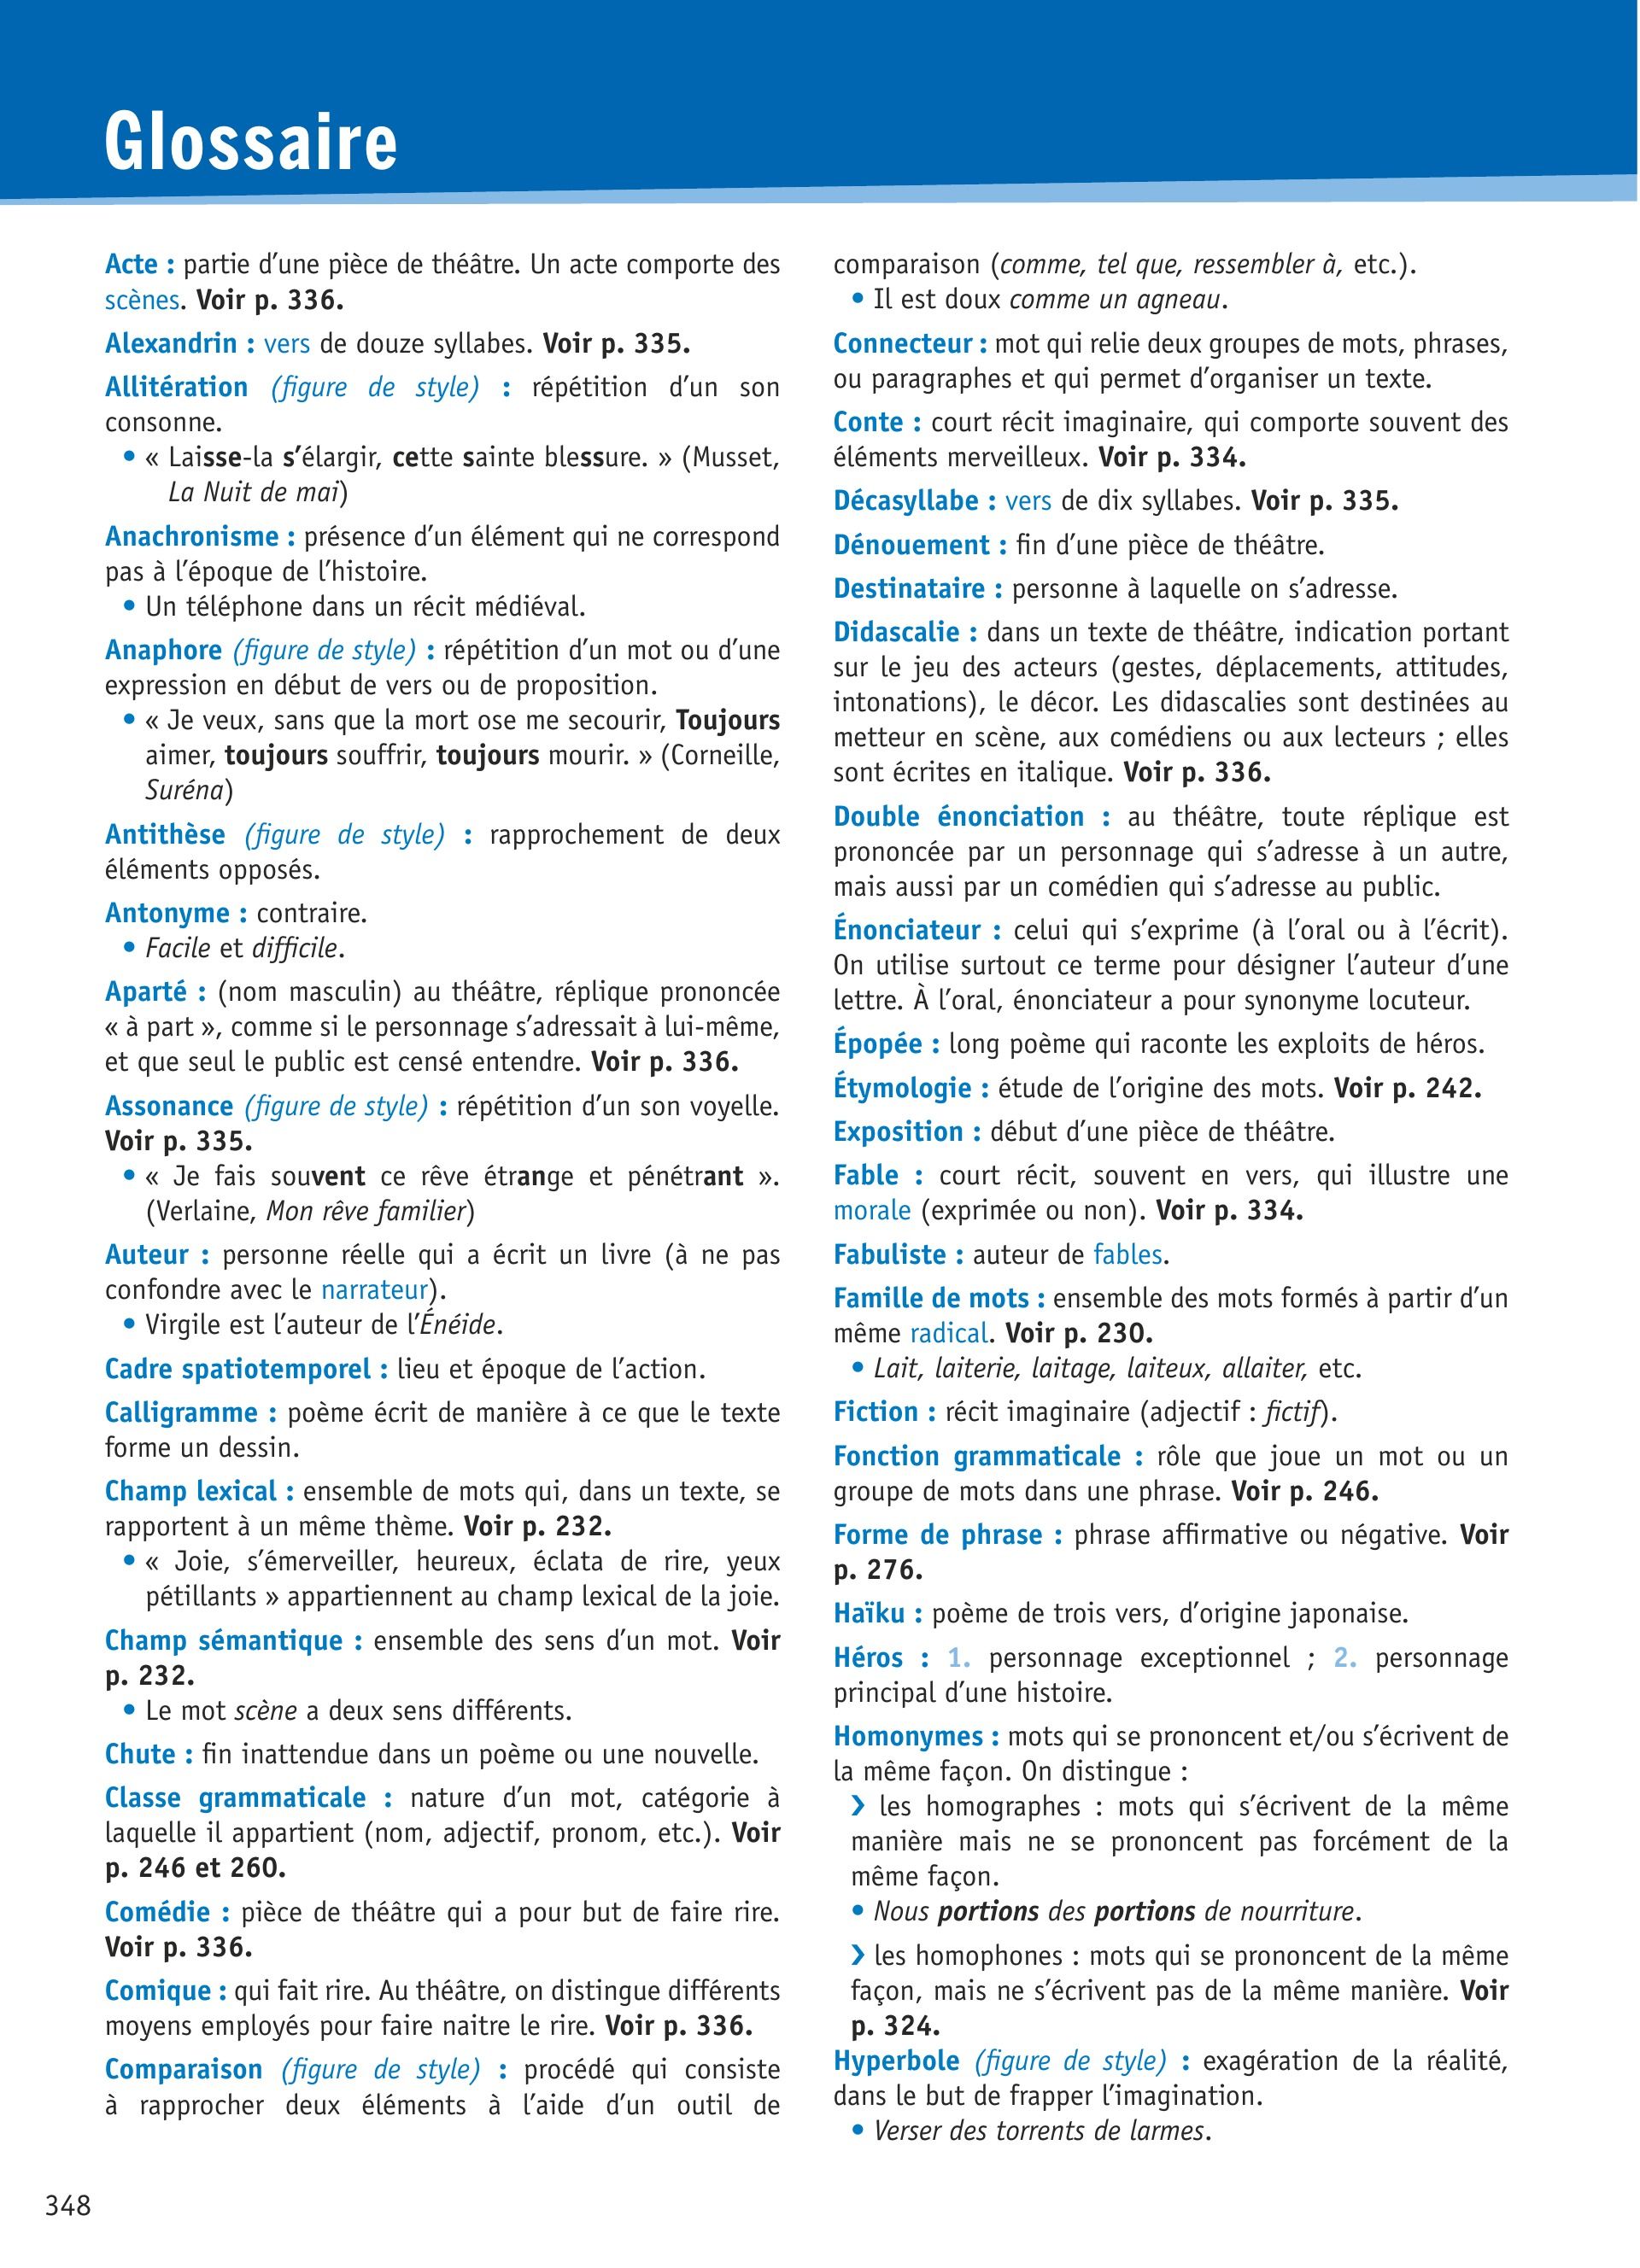 Glossaire
Acte : partie d’une pièce de théâtre. Un acte comporte des
scènes. Voir p. 336.
Alexandrin : vers de douze syllabes. Voir p. 335.
Allitération (figure de style) : répétition d’un son
consonne.
• « Laisse-la s’élargir, cette sainte blessure. » (Musset,
La Nuit de mai)
Anachronisme : présence d’un élément qui ne correspond
pas à l’époque de l’histoire.
• Un téléphone dans un récit médiéval.
Anaphore (figure de style) : répétition d’un mot ou d’une
expression en début de vers ou de proposition.
• « Je veux, sans que la mort ose me secourir, Toujours
aimer, toujours souffrir, toujours mourir. » (Corneille,
Suréna)
Antithèse (figure de style) : rapprochement de deux
éléments opposés.
Antonyme : contraire.
• Facile et difficile.
Aparté : (nom masculin) au théâtre, réplique prononcée
« à part », comme si le personnage s’adressait à lui-même,
et que seul le public est censé entendre. Voir p. 336.
Assonance (figure de style) : répétition d’un son voyelle.
Voir p. 335.
• « Je fais souvent ce rêve étrange et pénétrant ».
(Verlaine, Mon rêve familier)
Auteur : personne réelle qui a écrit un livre (à ne pas
confondre avec le narrateur).
• Virgile est l’auteur de l’Énéide.
Cadre spatiotemporel : lieu et époque de l’action.
Calligramme : poème écrit de manière à ce que le texte
forme un dessin.
Champ lexical : ensemble de mots qui, dans un texte, se
rapportent à un même thème. Voir p. 232.
• « Joie, s’émerveiller, heureux, éclata de rire, yeux
pétillants » appartiennent au champ lexical de la joie.
Champ sémantique : ensemble des sens d’un mot. Voir
p. 232.
• Le mot scène a deux sens différents.
Chute : fin inattendue dans un poème ou une nouvelle.
Classe grammaticale : nature d’un mot, catégorie à
laquelle il appartient (nom, adjectif, pronom, etc.). Voir
p. 246 et 260.
Comédie : pièce de théâtre qui a pour but de faire rire.
Voir p. 336.
Comique : qui fait rire. Au théâtre, on distingue différents
moyens employés pour faire naitre le rire. Voir p. 336.
Comparaison (figure de style) : procédé qui consiste
à rapprocher deux éléments à l’aide d’un outil de
comparaison (comme, tel que, ressembler à, etc.).
• Il est doux comme un agneau.
Connecteur : mot qui relie deux groupes de mots, phrases,
ou paragraphes et qui permet d’organiser un texte.
Conte : court récit imaginaire, qui comporte souvent des
éléments merveilleux. Voir p. 334.
Décasyllabe : vers de dix syllabes. Voir p. 335.
Dénouement : fin d’une pièce de théâtre.
Destinataire : personne à laquelle on s’adresse.
Didascalie : dans un texte de théâtre, indication portant
sur le jeu des acteurs (gestes, déplacements, attitudes,
intonations), le décor. Les didascalies sont destinées au
metteur en scène, aux comédiens ou aux lecteurs ; elles
sont écrites en italique. Voir p. 336.
Double énonciation : au théâtre, toute réplique est
prononcée par un personnage qui s’adresse à un autre,
mais aussi par un comédien qui s’adresse au public.
Énonciateur : celui qui s’exprime (à l’oral ou à l’écrit).
On utilise surtout ce terme pour désigner l’auteur d’une
lettre. À l’oral, énonciateur a pour synonyme locuteur.
Épopée : long poème qui raconte les exploits de héros.
Étymologie : étude de l’origine des mots. Voir p. 242.
Exposition : début d’une pièce de théâtre.
Fable : court récit, souvent en vers, qui illustre une
morale (exprimée ou non). Voir p. 334.
Fabuliste : auteur de fables.
Famille de mots : ensemble des mots formés à partir d’un
même radical. Voir p. 230.
• Lait, laiterie, laitage, laiteux, allaiter, etc.
Fiction : récit imaginaire (adjectif : fictif).
Fonction grammaticale : rôle que joue un mot ou un
groupe de mots dans une phrase. Voir p. 246.
Forme de phrase : phrase affirmative ou négative. Voir
p. 276.
Haïku : poème de trois vers, d’origine japonaise.
Héros : 1. personnage exceptionnel ; 2. personnage
principal d’une histoire.
Homonymes : mots qui se prononcent et/ou s’écrivent de
la même façon. On distingue :
❯ les homographes : mots qui s’écrivent de la même
manière mais ne se prononcent pas forcément de la
même façon.
• Nous portions des portions de nourriture.
❯ les homophones : mots qui se prononcent de la même
façon, mais ne s’écrivent pas de la même manière. Voir
p. 324.
Hyperbole (figure de style) : exagération de la réalité,
dans le but de frapper l’imagination.
• Verser des torrents de larmes.
348